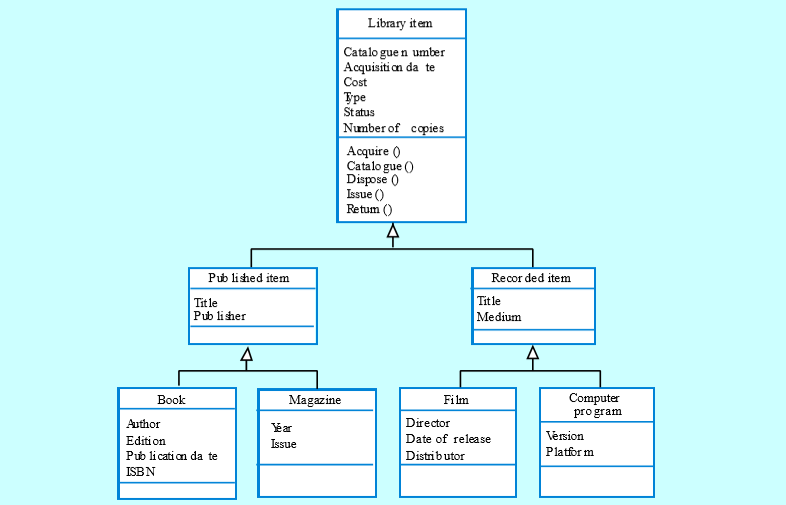 Library item
Catalogue number
Acquisition date
Cost
Type
Status
Number of copies
Acquire ()
Catalogue ()
Dispose ()
Issue ()
Return ()
Published item
Title
Publisher
Recorded item
Title
Medium
Book
Author
Edition
Publication date
ISBN
Magazine
Year
Issue
Film
Director
Date of release
Distributor
Computer
program
Version
Platform